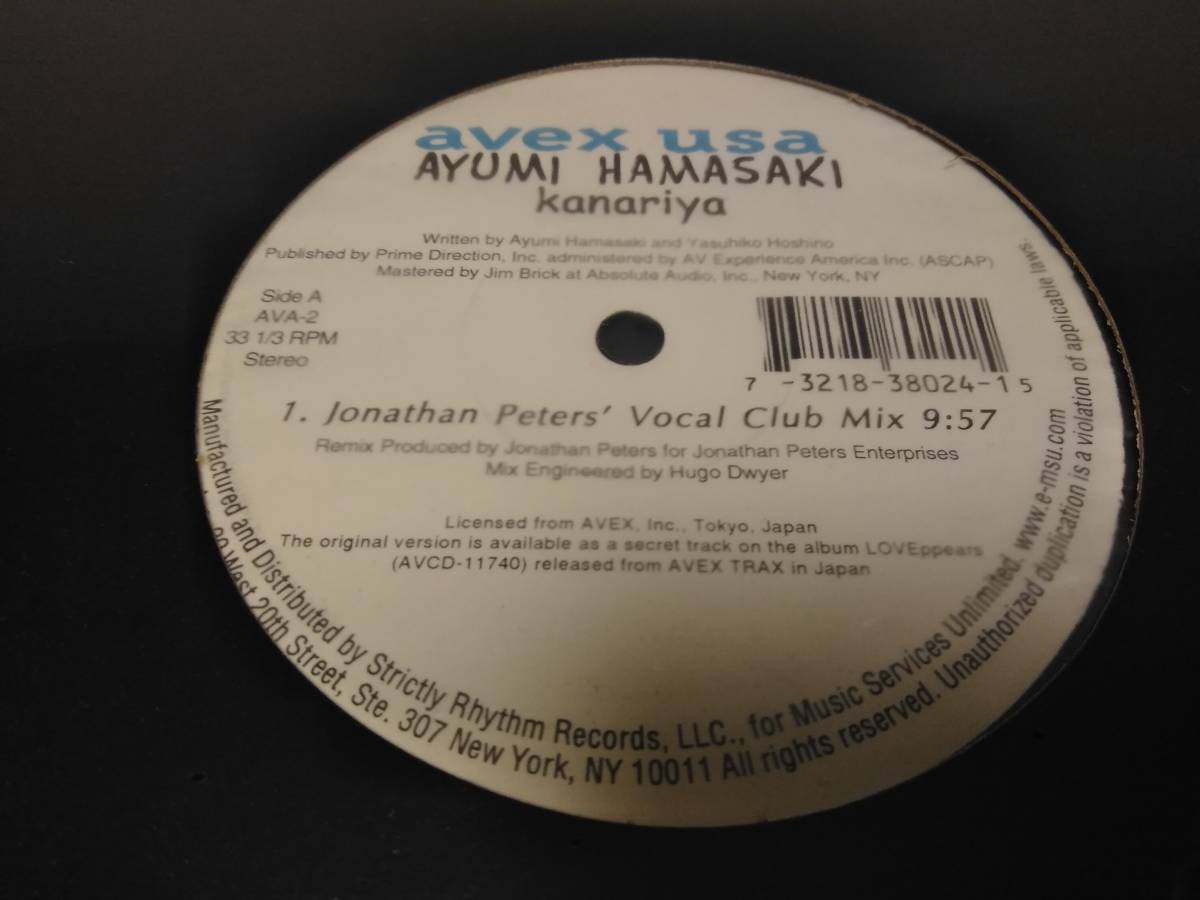 avex usa
AYUMI HAMASAKI
kanariya
Written by Ayumi Hamasaki and Yasuhiko Hoshino
Published by Prime Direction, Inc. administered by AV Experience America Inc. (ASCAP)
Mastered by Jim Brick at Absolute Audio, Inc., New York, NY
Side A
AVA-2
33 1/3 RPM
Stereo
7 -3218-38024-1 5
1. Jonathan Peters' Vocal Club Mix 9:57
Remix Produced by Jonathan Peters for Jonathan Peters Enterprises
Mix Engineered by Hugo Dwyer
Licensed from AVEX, Inc., Tokyo, Japan
The original version is available as a secret track on the album LOVEppears
(AVCD-11740) released from AVEX TRAX in Japan
Manufactured and Distributed by Strictly Rhythm Records, LLC., for Music Services Unlimited. www.e-msu.com
West 20th Street, Ste. 307 New York, NY 10011 All rights reserved. Unauthorized duplication is a violation of applicable laws.